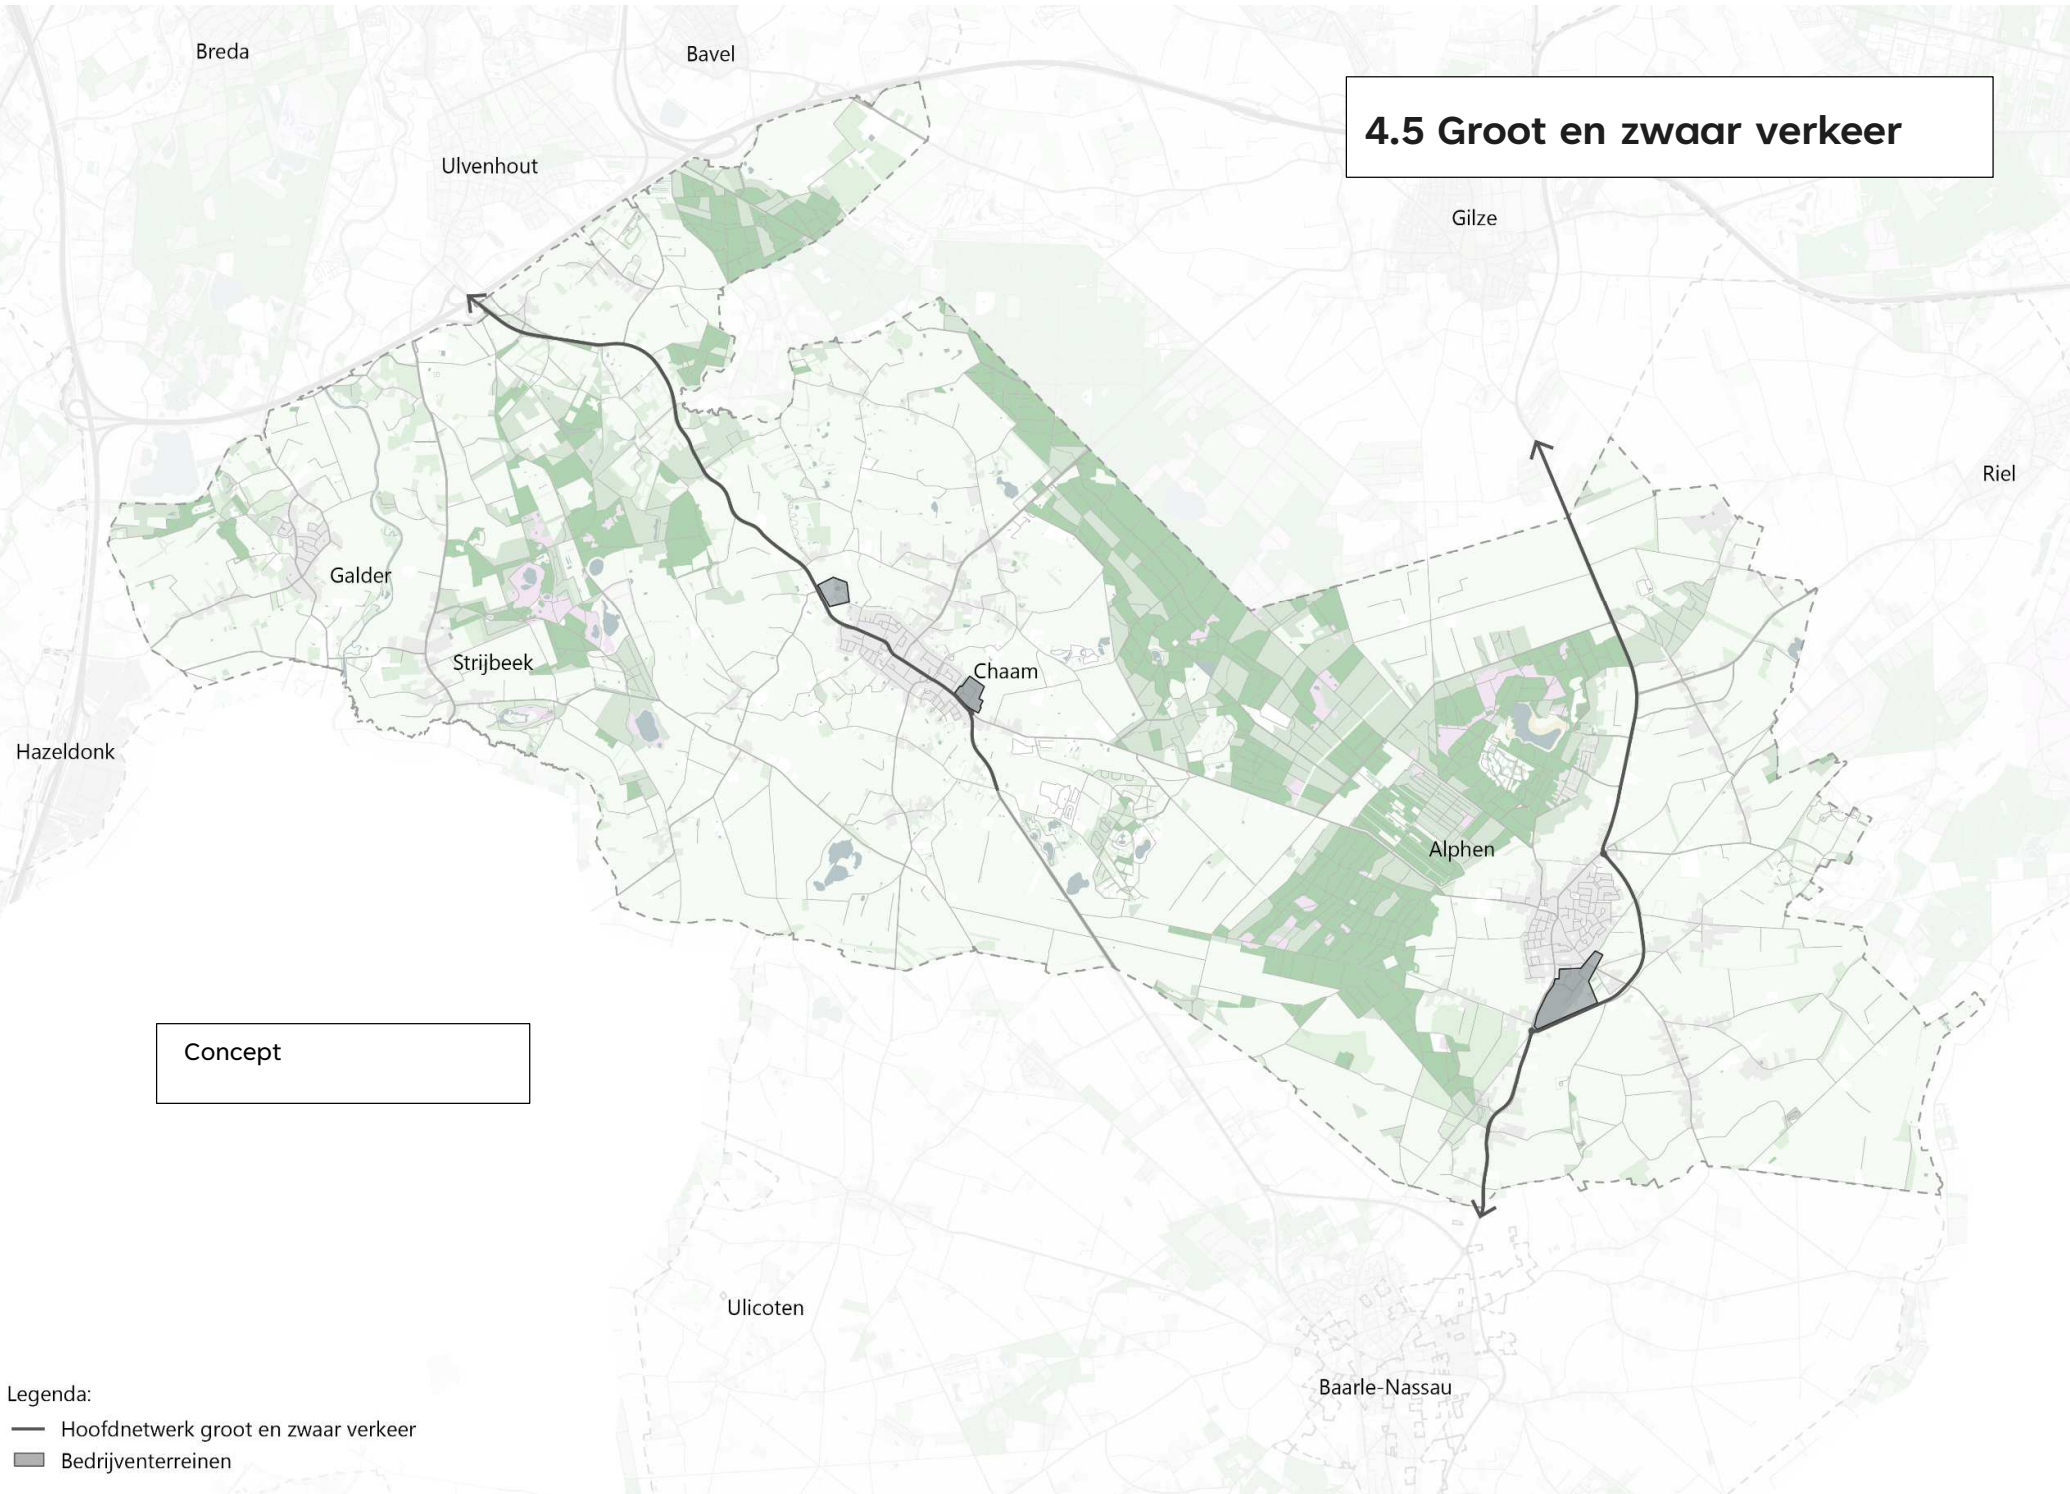 Breda
Bavel
4.5 Groot en zwaar verkeer
Ulvenhout
Gilze
Riel
Galder
Strijbeek
Chaam
Hazeldonk
Alphen
Concept
Ulicoten
Baarle-Nassau
Legenda:
Hoofdnetwerk groot en zwaar verkeer
Bedrijventerreinen